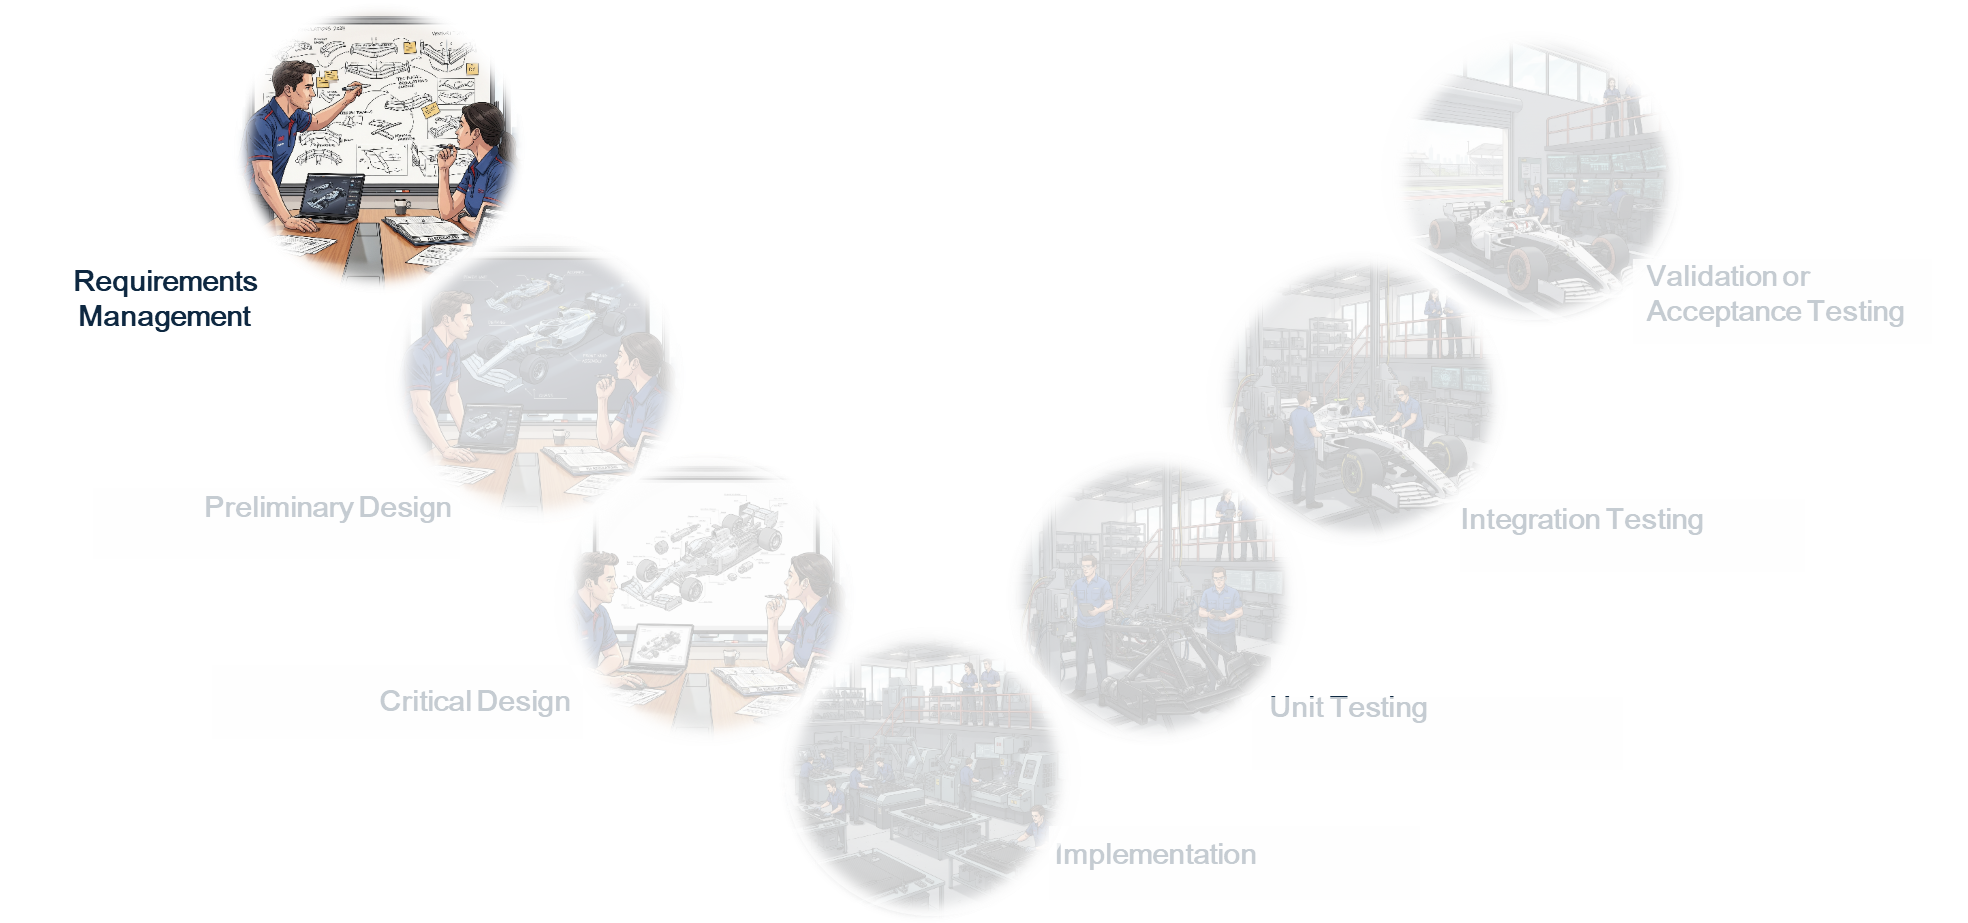 Requirements
Management
Validation or
Acceptance Testing
Preliminary Design
Integration Testing
Critical Design
Unit Testing
Implementation